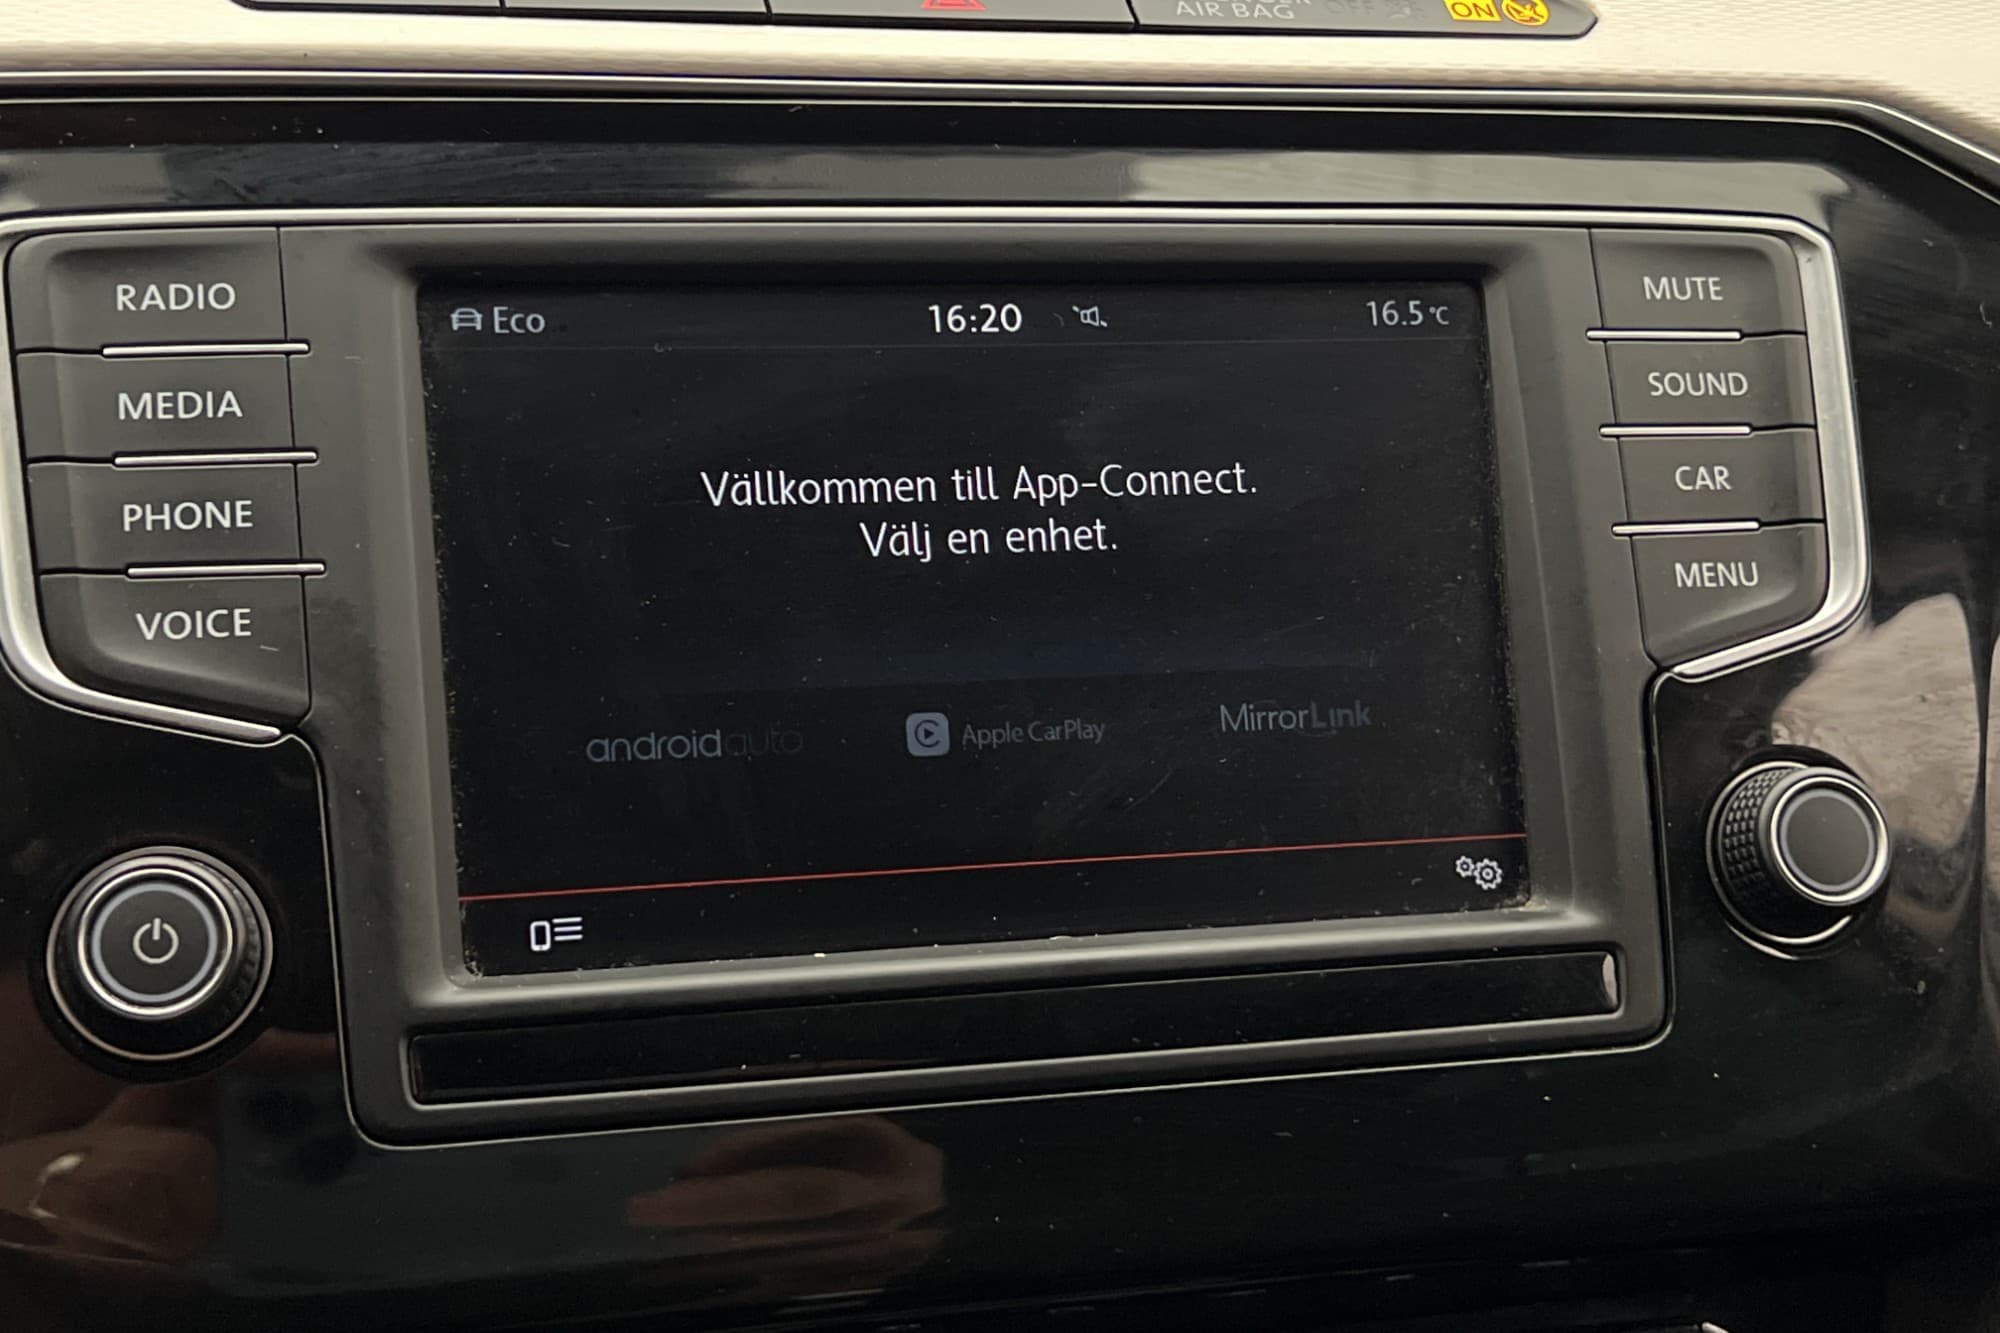 AIR BAG OFF ON
RADIO
MEDIA
PHONE
VOICE
Eco 16:20 16.5°C
Vällkommen till App-Connect.
Välj en enhet.
androidauto Apple CarPlay MirrorLink
MUTE
SOUND
CAR
MENU